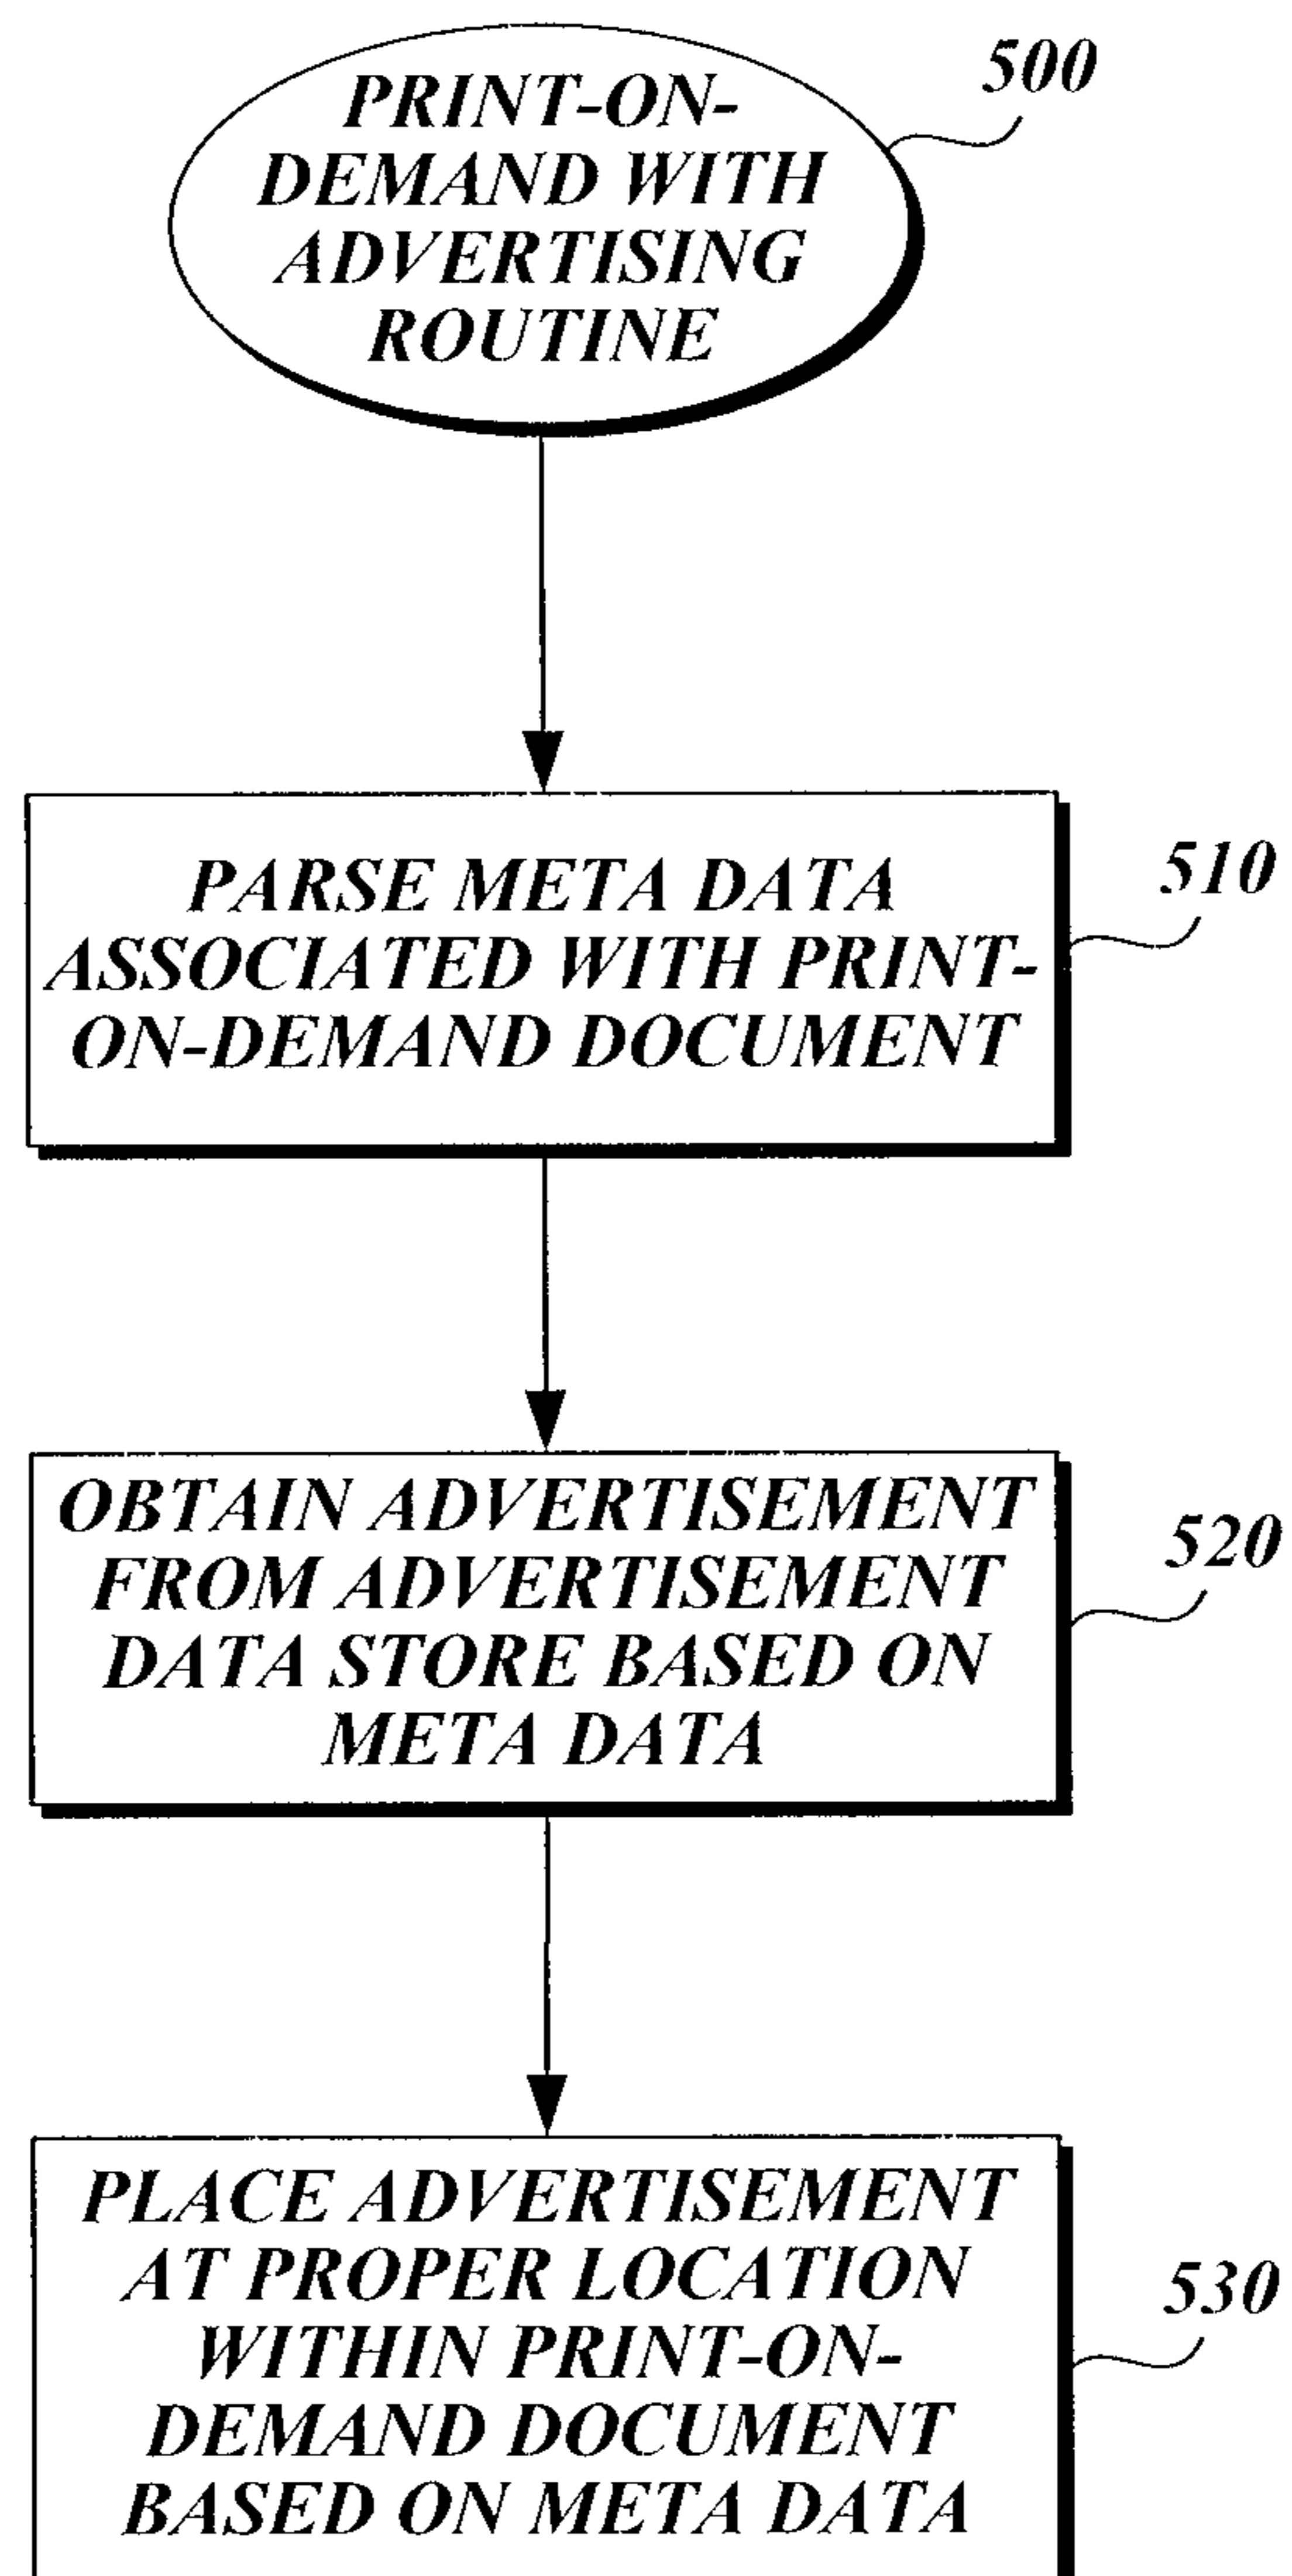 PRINT-ON-
DEMAND WITH
ADVERTISING
ROUTINE
500
PARSE META DATA
ASSOCIATED WITH PRINT-
ON-DEMAND DOCUMENT
510
OBTAIN ADVERTISEMENT
FROM ADVERTISEMENT
DATA STORE BASED ON
META DATA
520
PLACE ADVERTISEMENT
AT PROPER LOCATION
WITHIN PRINT-ON-
DEMAND DOCUMENT
BASED ON META DATA
530